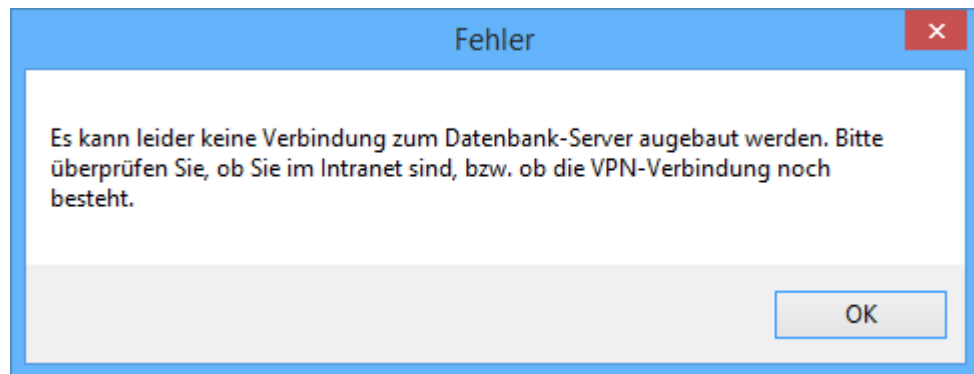 Fehler
Es kann leider keine Verbindung zum Datenbank-Server augebaut werden. Bitte
überprüfen Sie, ob Sie im Intranet sind, bzw. ob die VPN-Verbindung noch
besteht.
OK